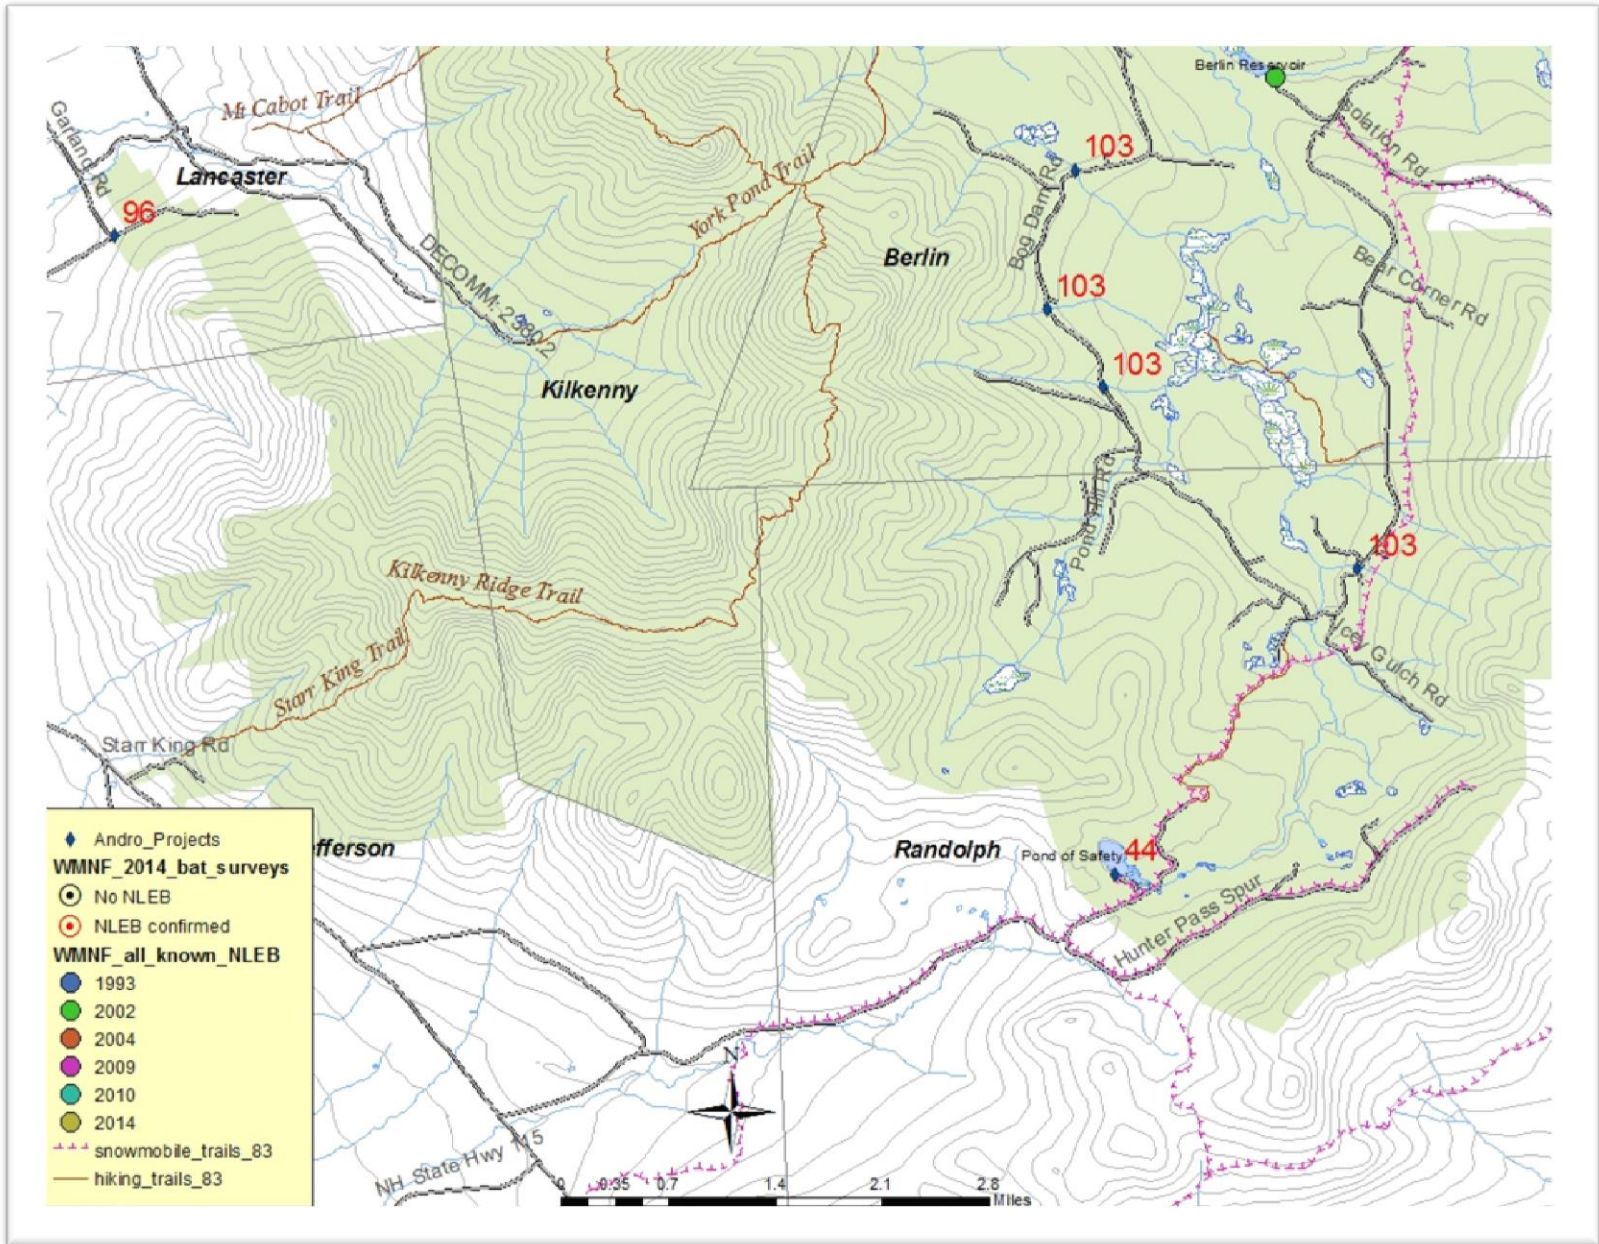 Berlin Reservoir
Mt Cabot Trail
Garland Rd
Isolation Rd
103
Lancaster
York Pond Trail
96
Bog Dam Rd
DECOMM: 2380.2
Berlin
Bear Corner Rd
103
103
Kilkenny
Pond Hill Rd
103
Kilkenny Ridge Trail
Starr King Trail
Icey Gulch Rd
Starr King Rd
efferson
Randolph
Pond of Safety
44
Hunter Pass Spur
Andro_Projects
WMNF_2014_bat_surveys
No NLEB
NLEB confirmed
WMNF_all_known_NLEB
1993
2002
2004
2009
2010
2014
snowmobile_trails_83
hiking_trails_83
N
NH State Hwy 115
0 0.35 0.7 1.4 2.1 2.8
Miles